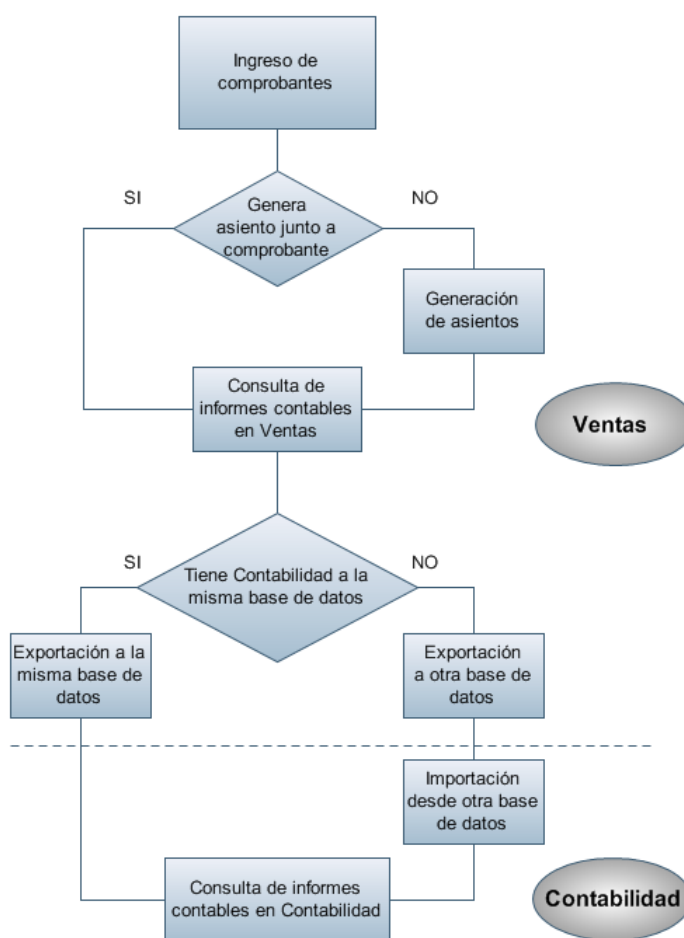 Ingreso de
comprobantes
SI
NO
Genera
asiento junto a
comprobante
Generación
de asientos
Consulta de
informes contables
en Ventas
Ventas
SI
NO
Tiene Contabilidad a la
misma base de datos
Exportación a la
misma base de
datos
Exportación
a otra base de
datos
Importación
desde otra base
de datos
Consulta de informes
contables en Contabilidad
Contabilidad